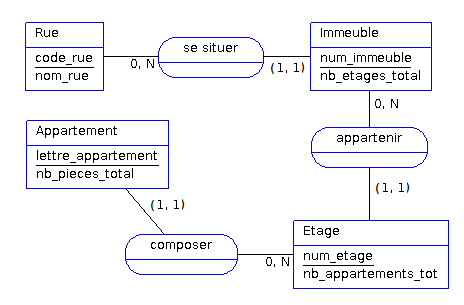 Rue
code_rue
nom_rue
se situer
0, N
(1, 1)
Immeuble
num_immeuble
nb_etages_total
0, N
appartenir
(1, 1)
Appartement
lettre_appartement
nb_pieces_total
(1, 1)
composer
0, N
Etage
num_etage
nb_appartements_tot